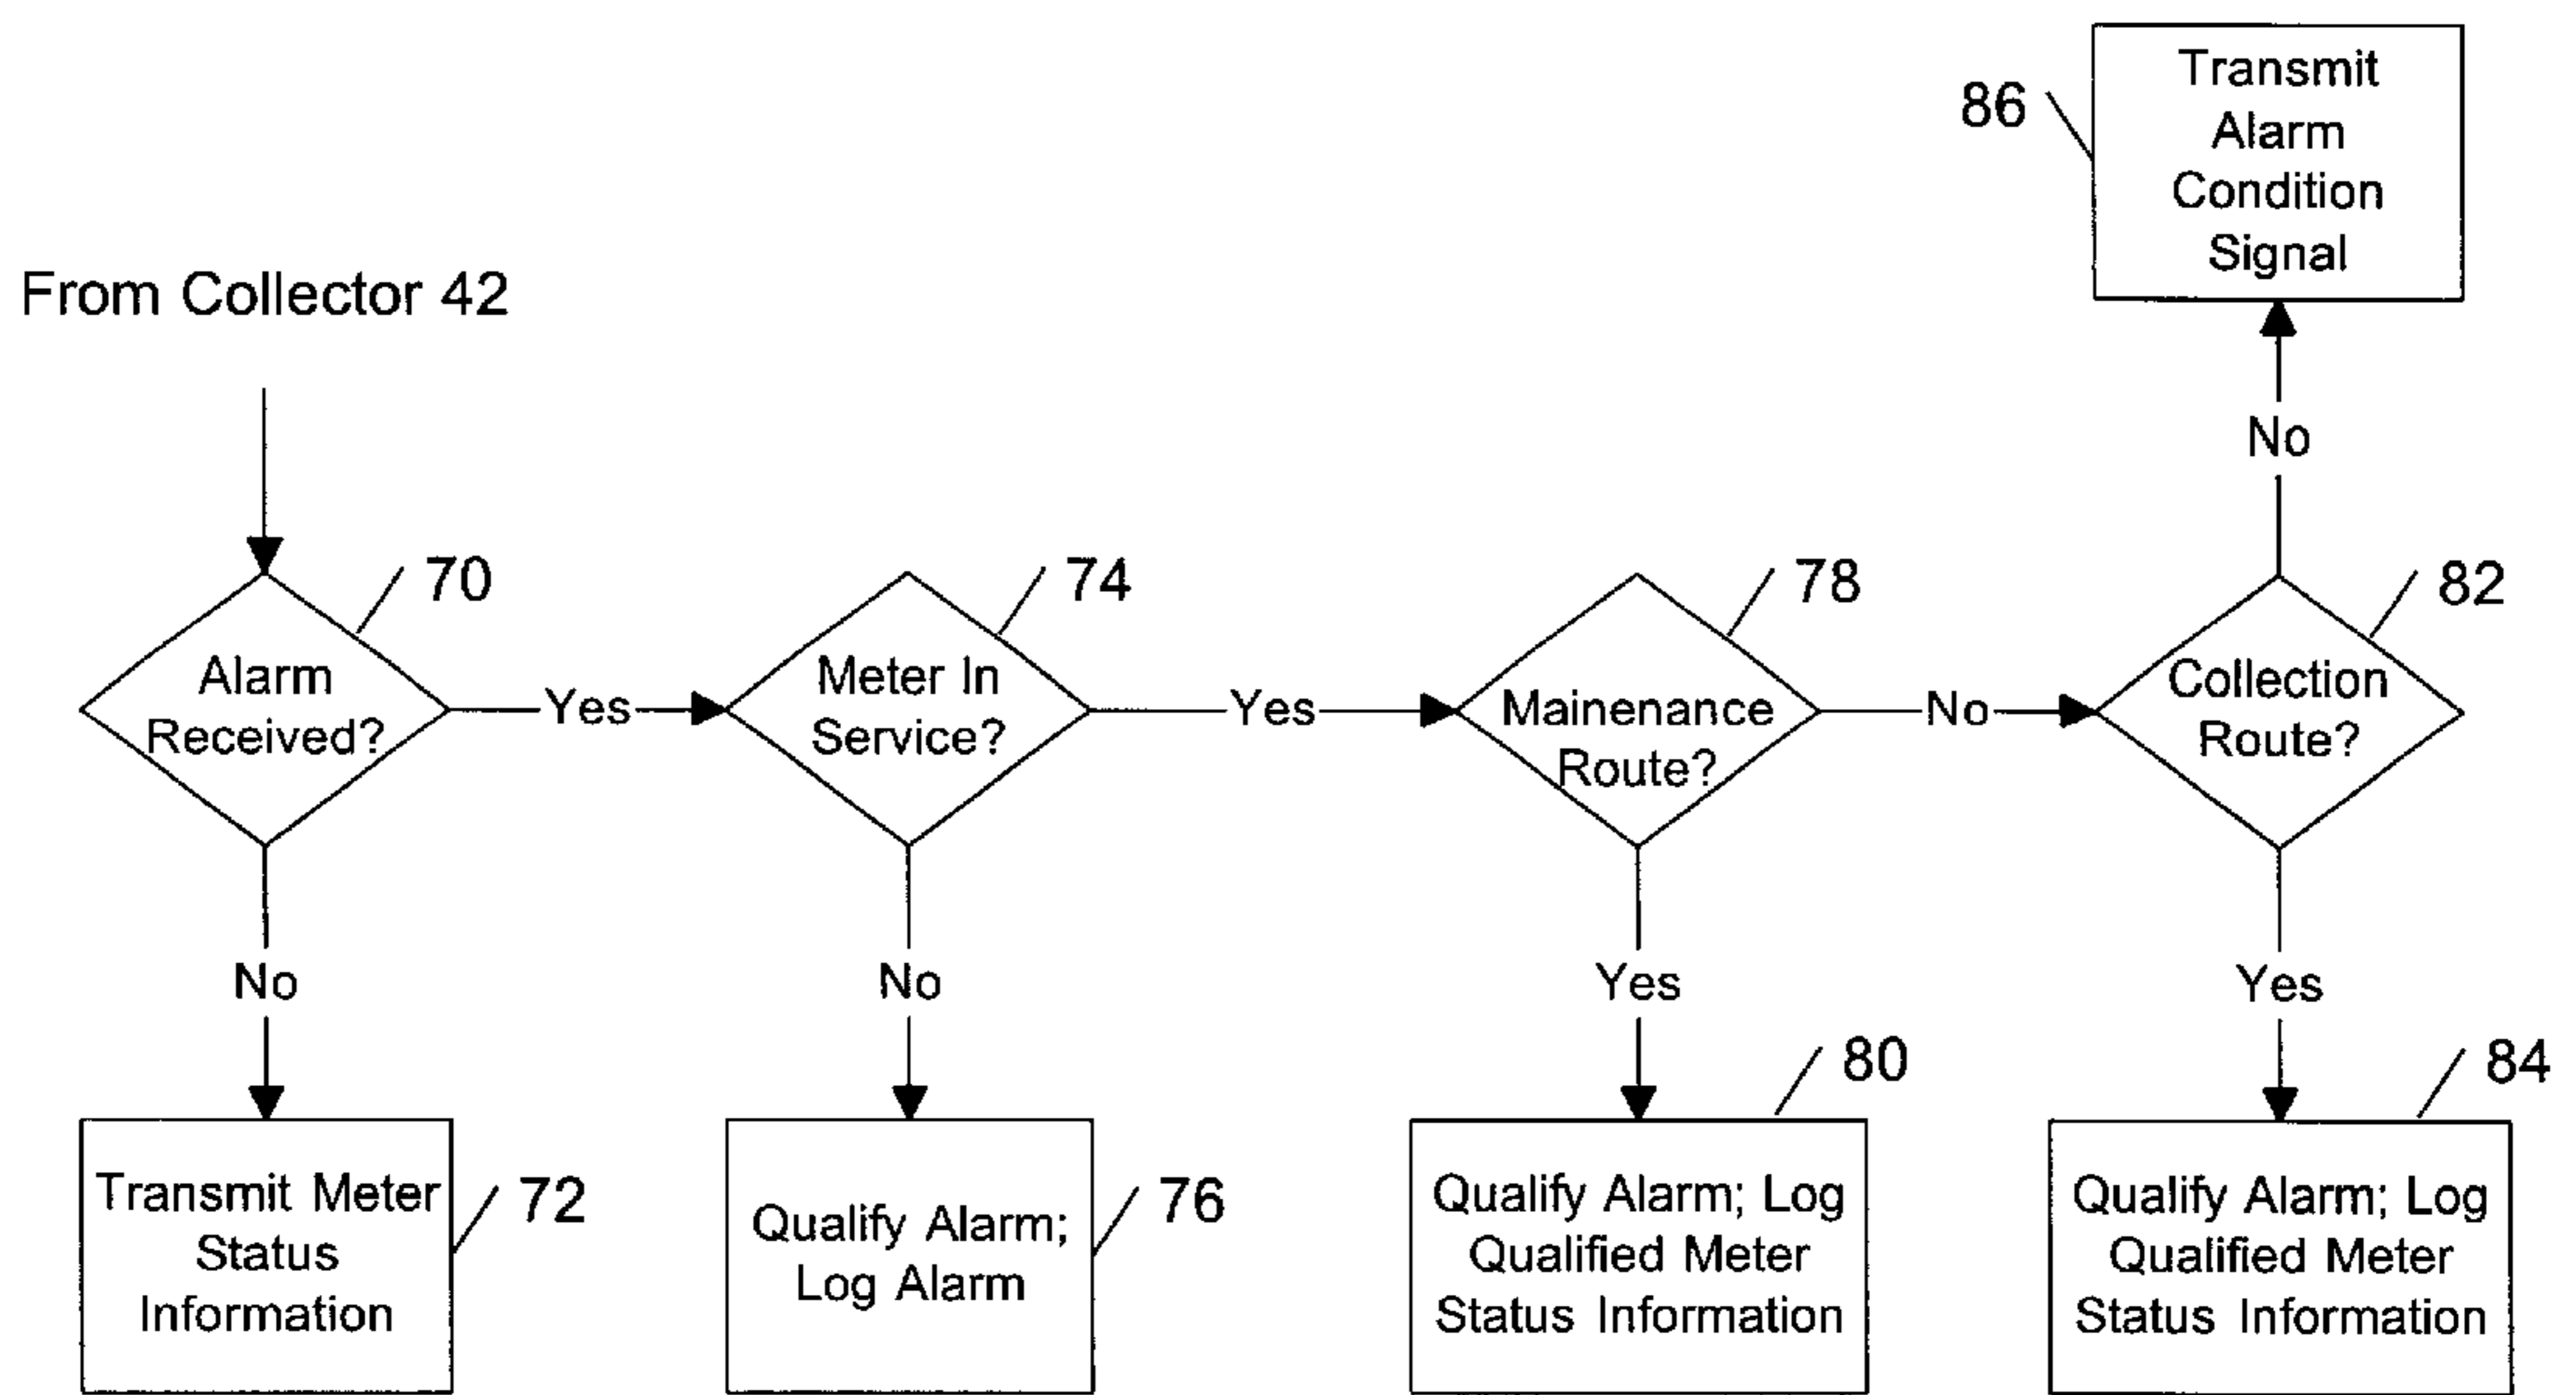 Transmit
Alarm
Condition
Signal
86
From Collector 42
No
70
74
78
82
Alarm
Received?
Yes
Meter In
Service?
Yes
Mainenance
Route?
No
Collection
Route?
No
No
Yes
Yes
80
84
Transmit Meter
Status
Information
72
Qualify Alarm;
Log Alarm
76
Qualify Alarm; Log
Qualified Meter
Status Information
Qualify Alarm; Log
Qualified Meter
Status Information